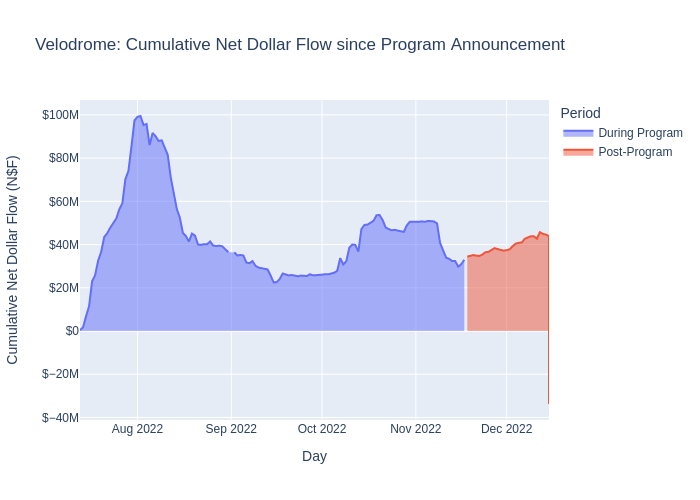 Velodrome: Cumulative Net Dollar Flow since Program Announcement
Period
During Program
Post-Program
Cumulative Net Dollar Flow (N$F)
$100M
$80M
$60M
$40M
$20M
$0
$−20M
$−40M
Aug 2022
Sep 2022
Oct 2022
Nov 2022
Dec 2022
Day